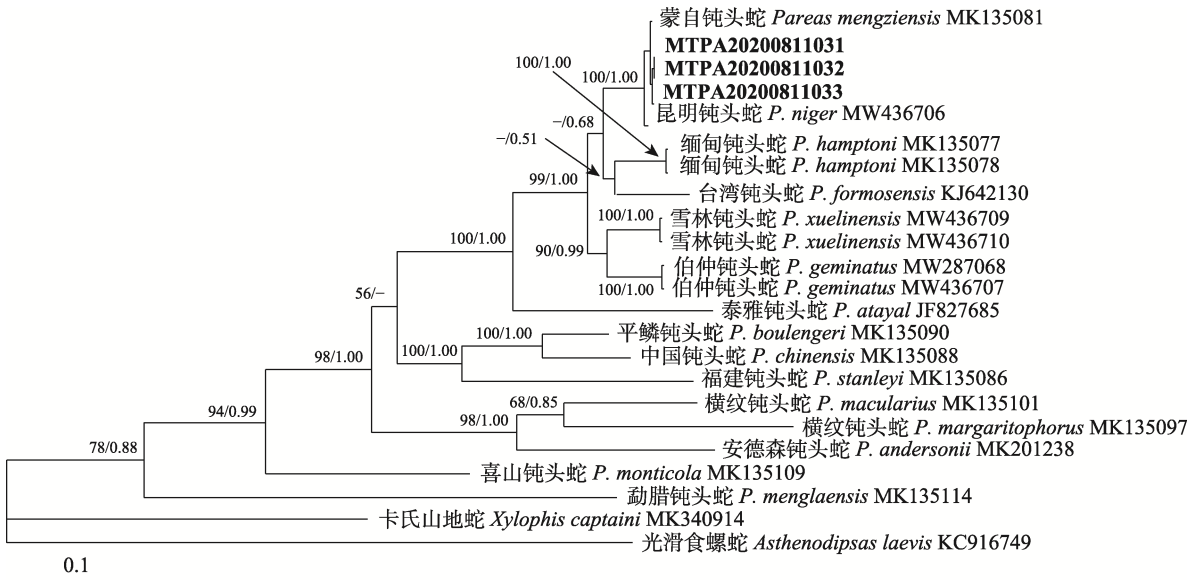 蒙自钝头蛇 Pareas mengziensis MK135081
MTPA20200811031
100/1.00
MTPA20200811032
100/1.00
MTPA20200811033
昆明钝头蛇 P. niger MW436706
−/0.68
−/0.51
缅甸钝头蛇 P. hamptoni MK135077
缅甸钝头蛇 P. hamptoni MK135078
99/1.00
台湾钝头蛇 P. formosensis KJ642130
100/1.00
雪林钝头蛇 P. xuelinensis MW436709
100/1.00
雪林钝头蛇 P. xuelinensis MW436710
90/0.99
伯仲钝头蛇 P. geminatus MW287068
100/1.00
伯仲钝头蛇 P. geminatus MW436707
56/−
泰雅钝头蛇 P. atayal JF827685
100/1.00
平鳞钝头蛇 P. boulengeri MK135090
98/1.00
100/1.00
中国钝头蛇 P. chinensis MK135088
福建钝头蛇 P. stanleyi MK135086
68/0.85
横纹钝头蛇 P. macularius MK135101
94/0.99
98/1.00
横纹钝头蛇 P. margaritophorus MK135097
78/0.88
安德森钝头蛇 P. andersonii MK201238
喜山钝头蛇 P. monticola MK135109
勐腊钝头蛇 P. menglaensis MK135114
卡氏山地蛇 Xylophis captaini MK340914
光滑食螺蛇 Asthenodipsas laevis KC916749
0.1